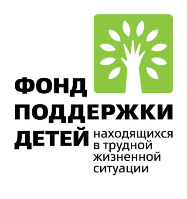 ФОНД
ПОДДЕРЖКИ
ДЕТЕЙ
находящихся
в трудной
жизненной
ситуации